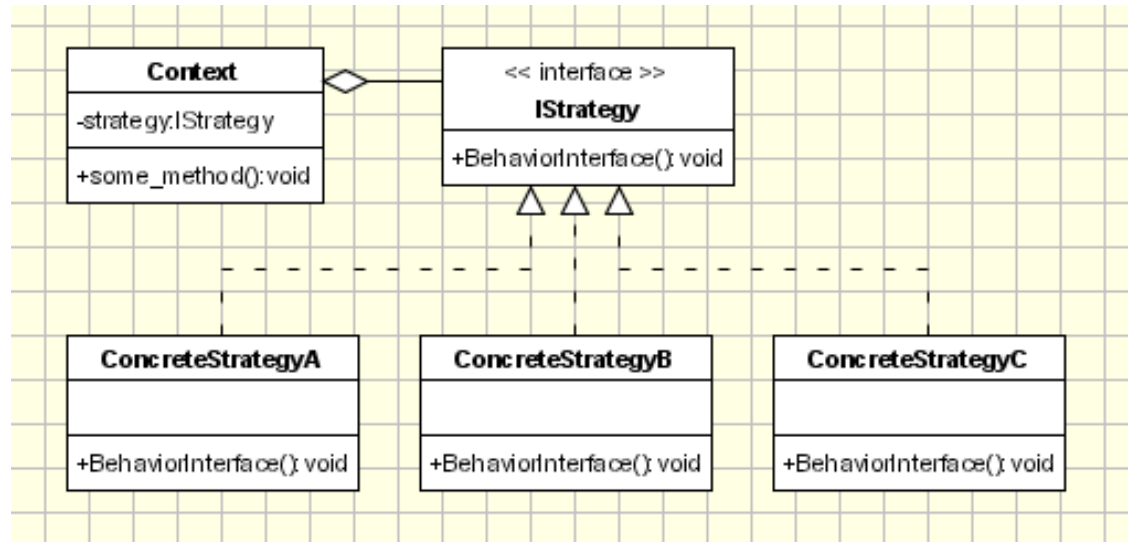 Context
-strategy:IStrategy
+some_method():void
<< interface >>
IStrategy
+BehaviorInterface(): void
ConcreteStrategyA
+BehaviorInterface(): void
ConcreteStrategyB
+BehaviorInterface(): void
ConcreteStrategyC
+BehaviorInterface(): void